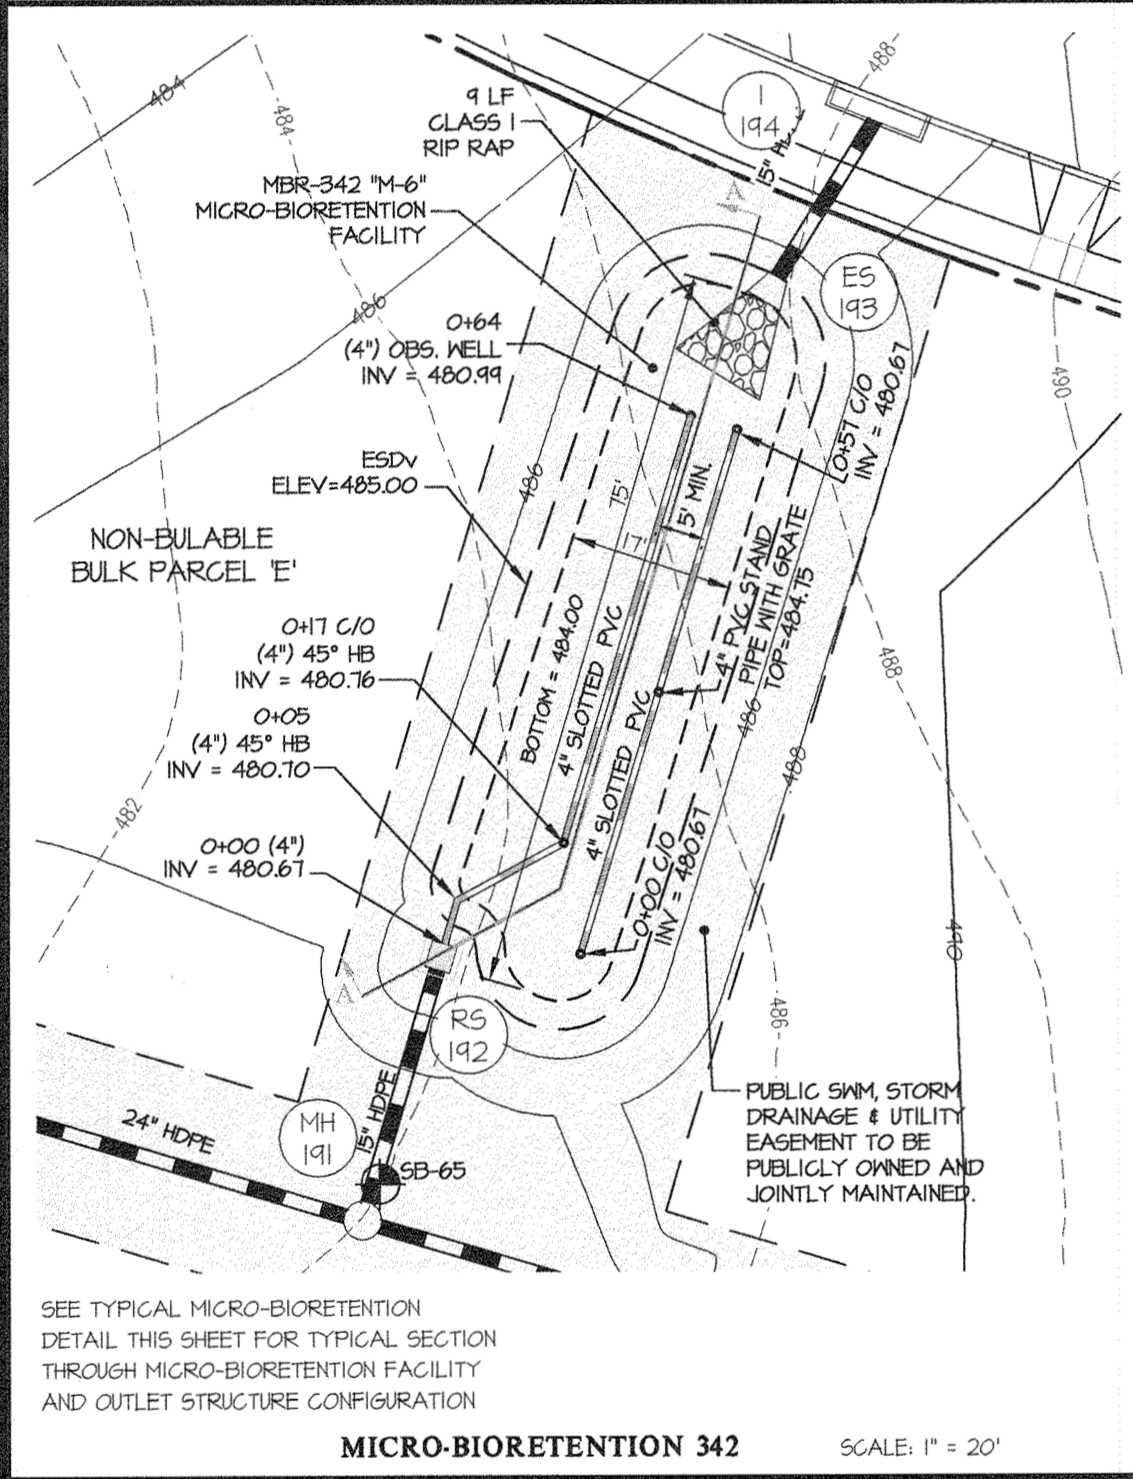 488
484
484
9 LF
CLASS I
RIP RAP
1
194
MBR-342 "M-6"
MICRO-BIORETENTION
FACILITY
A
ES
193
486
0+64
(4") OBS. WELL
INV = 480.99
0+57 C/O
INV = 480.67
490
ESDv
ELEV=485.00
486
75'
5' MIN.
17'
NON-BULABLE
BULK PARCEL 'E'
4" PVC STAND
PIPE WITH GRATE
TOP=484.75
BOTTOM = 484.00
4" SLOTTED PVC
4" SLOTTED PVC
0+17 C/O
(4") 45° HB
INV = 480.76
488
486
488
0+05
(4") 45° HB
INV = 480.70
482
0+00 (4")
INV = 480.67
0+00 C/O
INV = 480.67
490
A
RS
192
486
15" HDPE
MH
191
24" HDPE
SB-65
PUBLIC SWM, STORM
DRAINAGE & UTILITY
EASEMENT TO BE
PUBLICLY OWNED AND
JOINTLY MAINTAINED.
SEE TYPICAL MICRO-BIORETENTION
DETAIL THIS SHEET FOR TYPICAL SECTION
THROUGH MICRO-BIORETENTION FACILITY
AND OUTLET STRUCTURE CONFIGURATION
MICRO-BIORETENTION 342
SCALE: 1" = 20'
15"